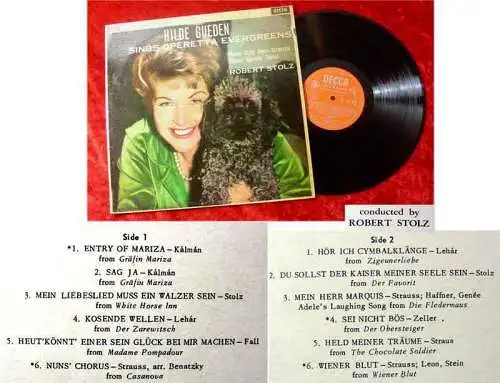 HILDE GUEDEN
SINGS OPERETTA EVERGREENS
ROBERT STOLZ
DECCA
DECCA
conducted by
ROBERT STOLZ
Side 1
*1. ENTRY OF MARIZA – Kálmán
from Gräfin Mariza
2. SAG JA – Kálmán
from Gräfin Mariza
3. MEIN LIEBESLIED MUSS EIN WALZER SEIN – Stolz
from White Horse Inn
4. KOSENDE WELLEN – Lehár
from Der Zarewitsch
5. HEUT'KÖNNT' EINER SEIN GLÜCK BEI MIR MACHEN – Fall
from Madame Pompadour
*6. NUNS' CHORUS – Strauss, arr. Benatzky
from Casanova
Side 2
1. HÖR ICH CYMBALKLÄNGE – Lehár
from Zigeunerliebe
2. DU SOLLST DER KAISER MEINER SEELE SEIN – Stolz
from Der Favorit
3. MEIN HERR MARQUIS – Strauss; Haffner, Genée
Adele's Laughing Song from Die Fledermaus
*4. SEI NICHT BÖS – Zeller
from Der Obersteiger
5. HELD MEINER TRÄUME – Straus
from The Chocolate Soldier
*6. WIENER BLUT – Strauss; Leon, Stein
from Wiener Blut